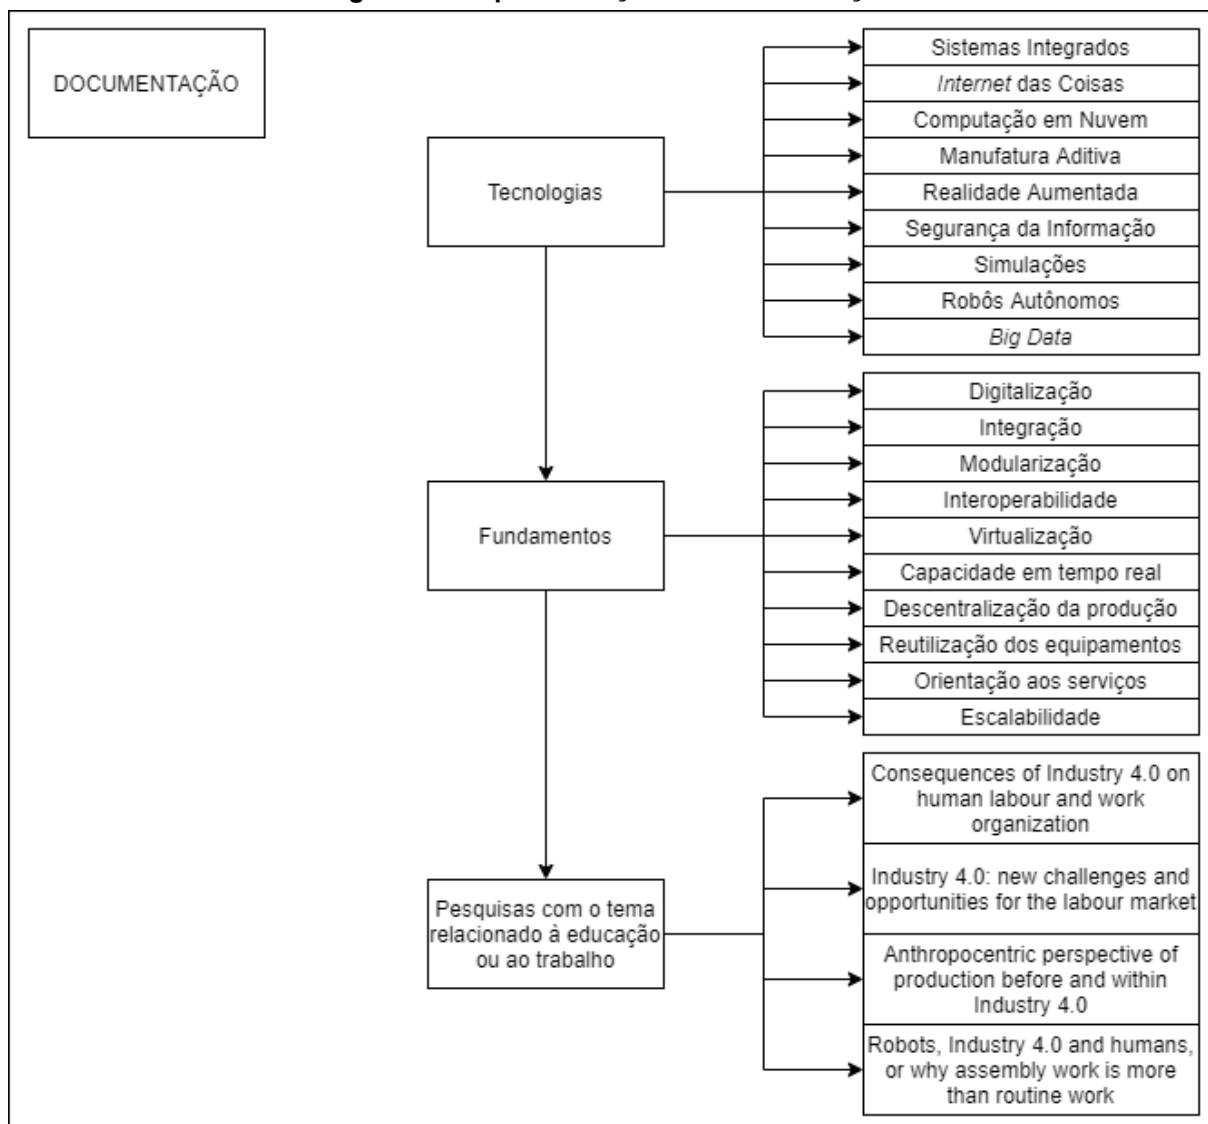 DOCUMENTAÇÃO
Tecnologias
Sistemas Integrados
Internet das Coisas
Computação em Nuvem
Manufatura Aditiva
Realidade Aumentada
Segurança da Informação
Simulações
Robôs Autônomos
Big Data
Fundamentos
Digitalização
Integração
Modularização
Interoperabilidade
Virtualização
Capacidade em tempo real
Descentralização da produção
Reutilização dos equipamentos
Orientação aos serviços
Escalabilidade
Pesquisas com o tema
relacionado à educação
ou ao trabalho
Consequences of Industry 4.0 on
human labour and work
organization
Industry 4.0: new challenges and
opportunities for the labour market
Anthropocentric perspective of
production before and within
Industry 4.0
Robots, Industry 4.0 and humans,
or why assembly work is more
than routine work